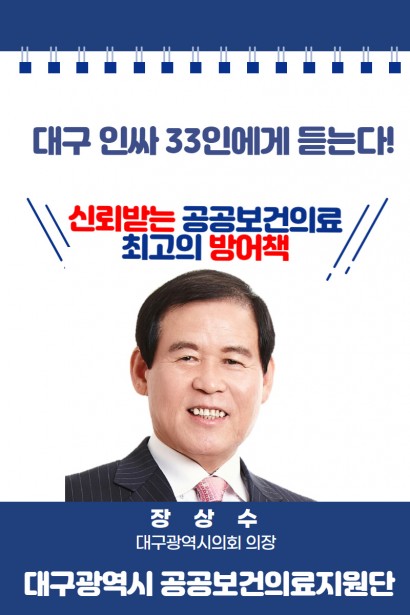 대구 인싸 33인에게 듣는다!
신뢰받는 공공보건의료
최고의 방어책
장 상 수
대구광역시의회 의장
대구광역시 공공보건의료지원단